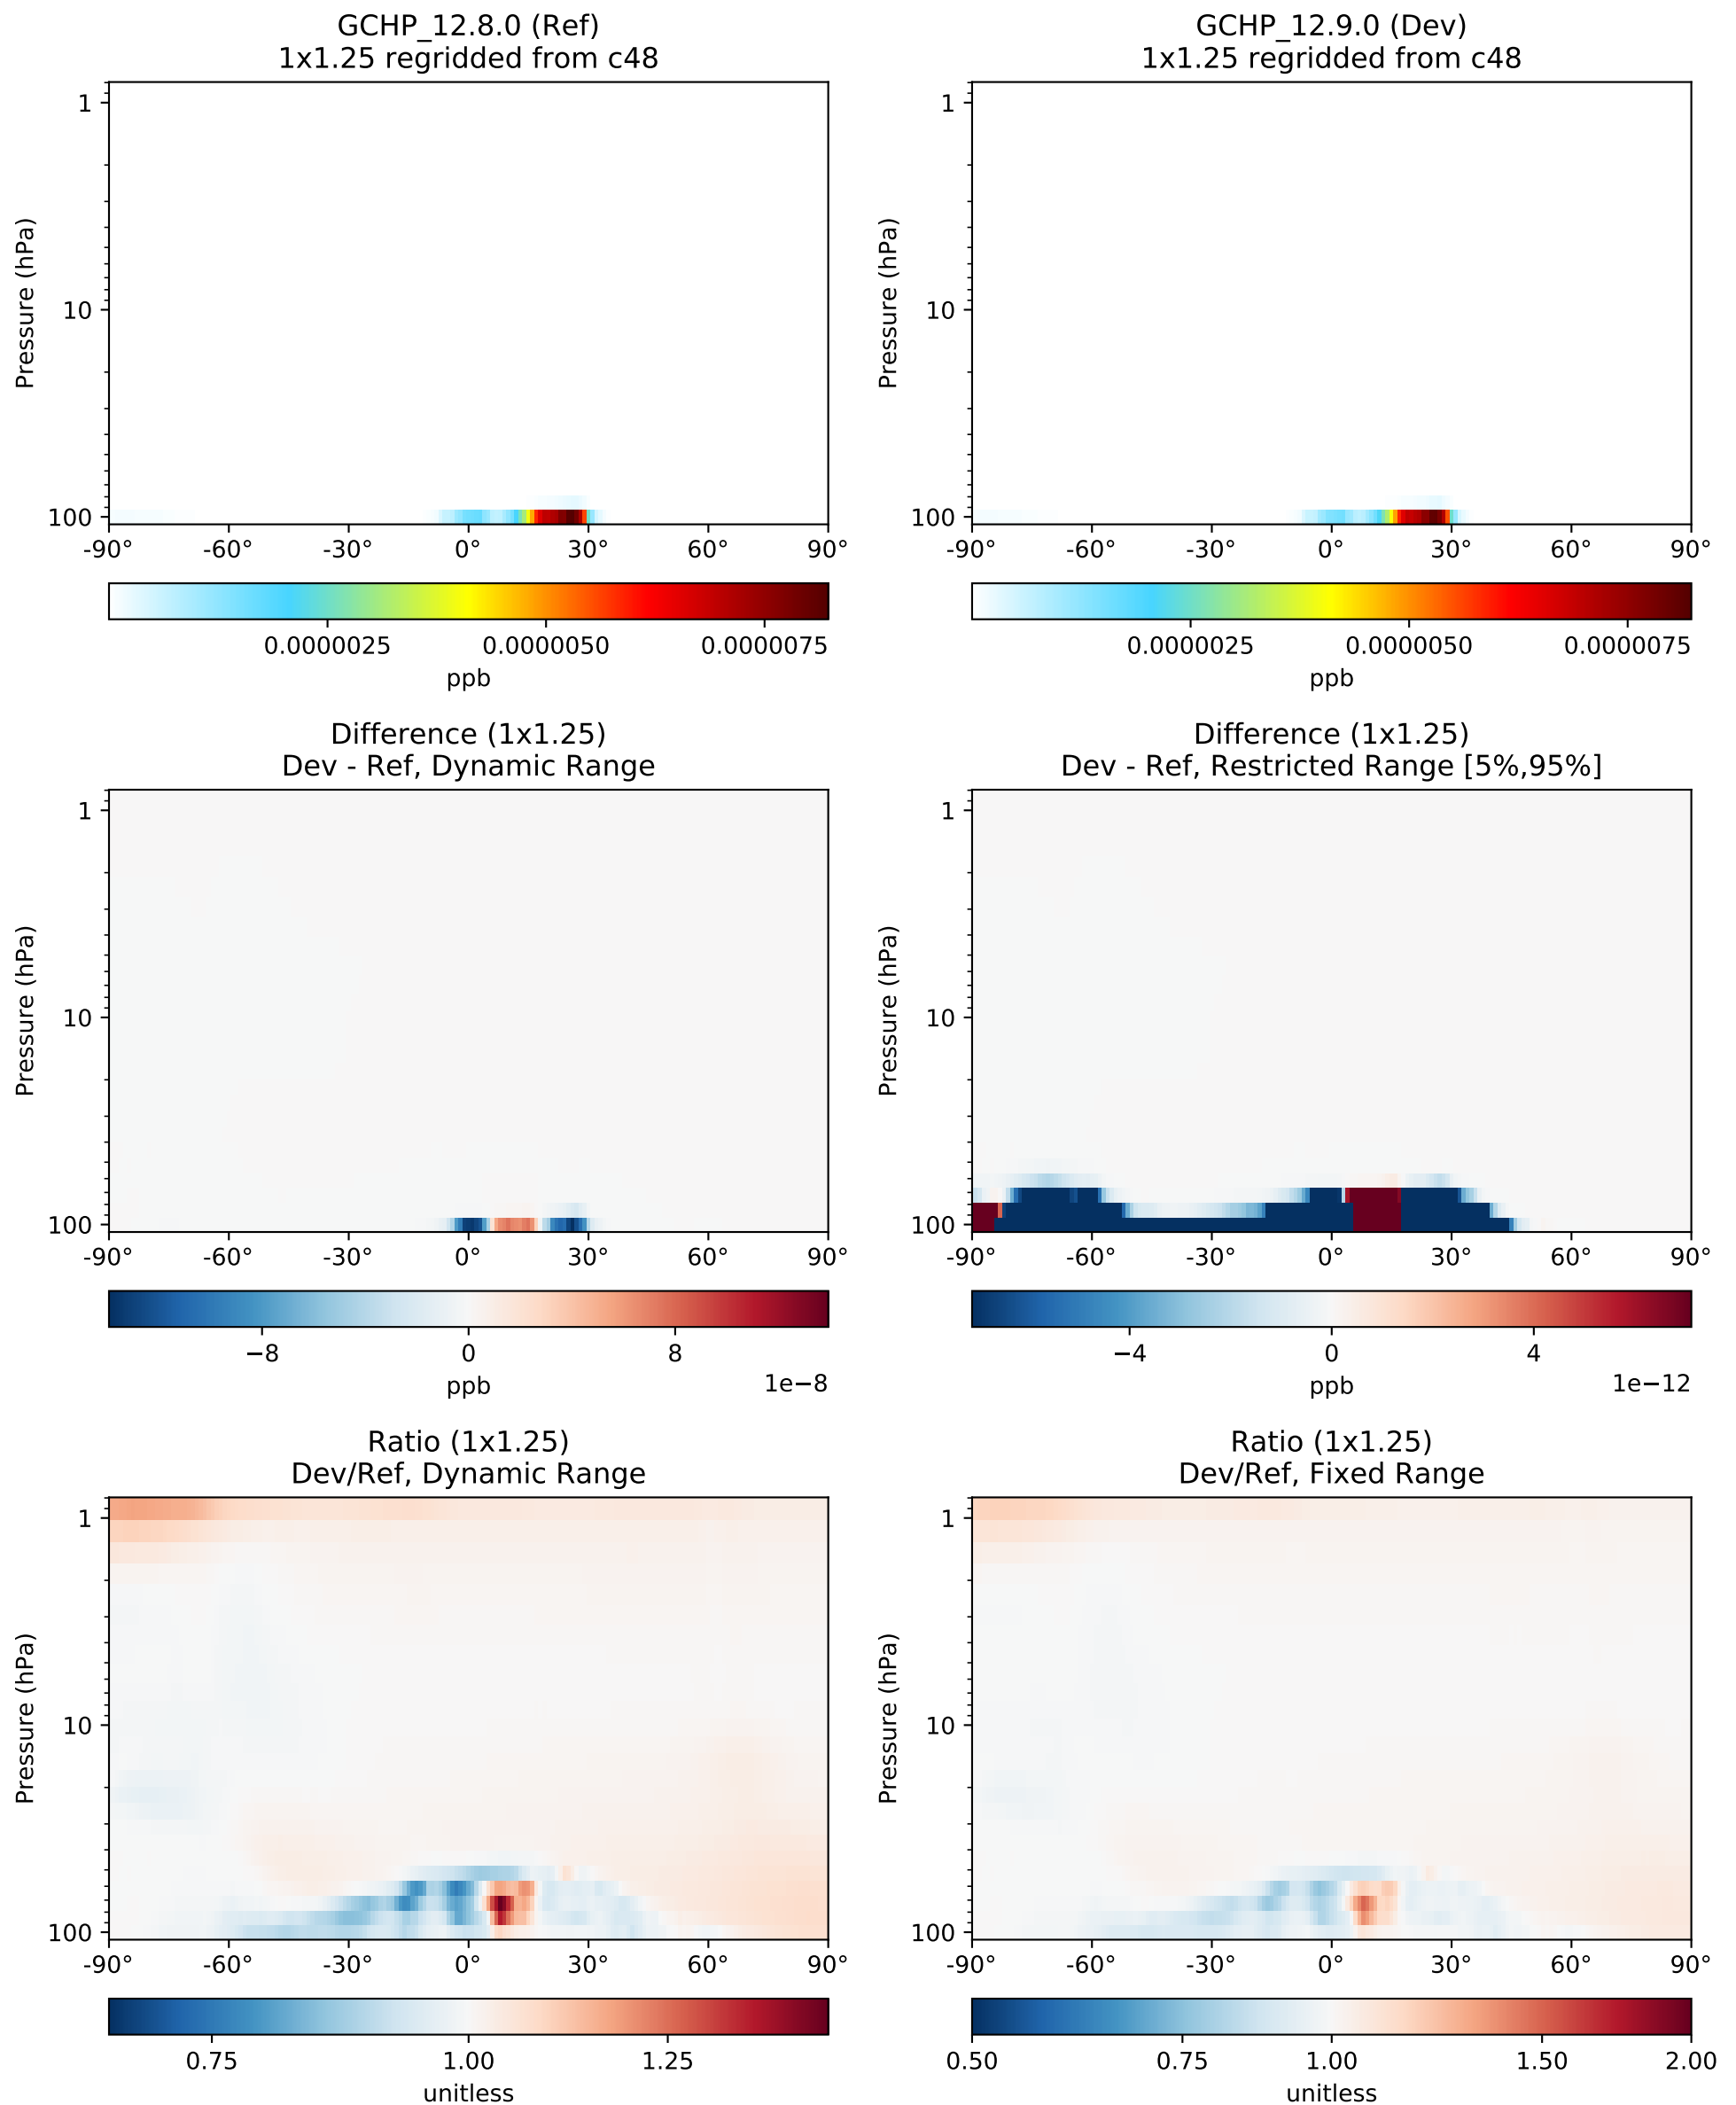 GCHP_12.8.0 (Ref)
1x1.25 regridded from c48
Pressure (hPa)
1
10
100
-90° -60° -30° 0° 30° 60° 90°
0.0000025 0.0000050 0.0000075
ppb
GCHP_12.9.0 (Dev)
1x1.25 regridded from c48
Pressure (hPa)
1
10
100
-90° -60° -30° 0° 30° 60° 90°
0.0000025 0.0000050 0.0000075
ppb
Difference (1x1.25)
Dev - Ref, Dynamic Range
Pressure (hPa)
1
10
100
-90° -60° -30° 0° 30° 60° 90°
−8 0 8
1e−8
ppb
Difference (1x1.25)
Dev - Ref, Restricted Range [5%,95%]
Pressure (hPa)
1
10
100
-90° -60° -30° 0° 30° 60° 90°
−4 0 4
1e−12
ppb
Ratio (1x1.25)
Dev/Ref, Dynamic Range
Pressure (hPa)
1
10
100
-90° -60° -30° 0° 30° 60° 90°
0.75 1.00 1.25
unitless
Ratio (1x1.25)
Dev/Ref, Fixed Range
Pressure (hPa)
1
10
100
-90° -60° -30° 0° 30° 60° 90°
0.50 0.75 1.00 1.50 2.00
unitless